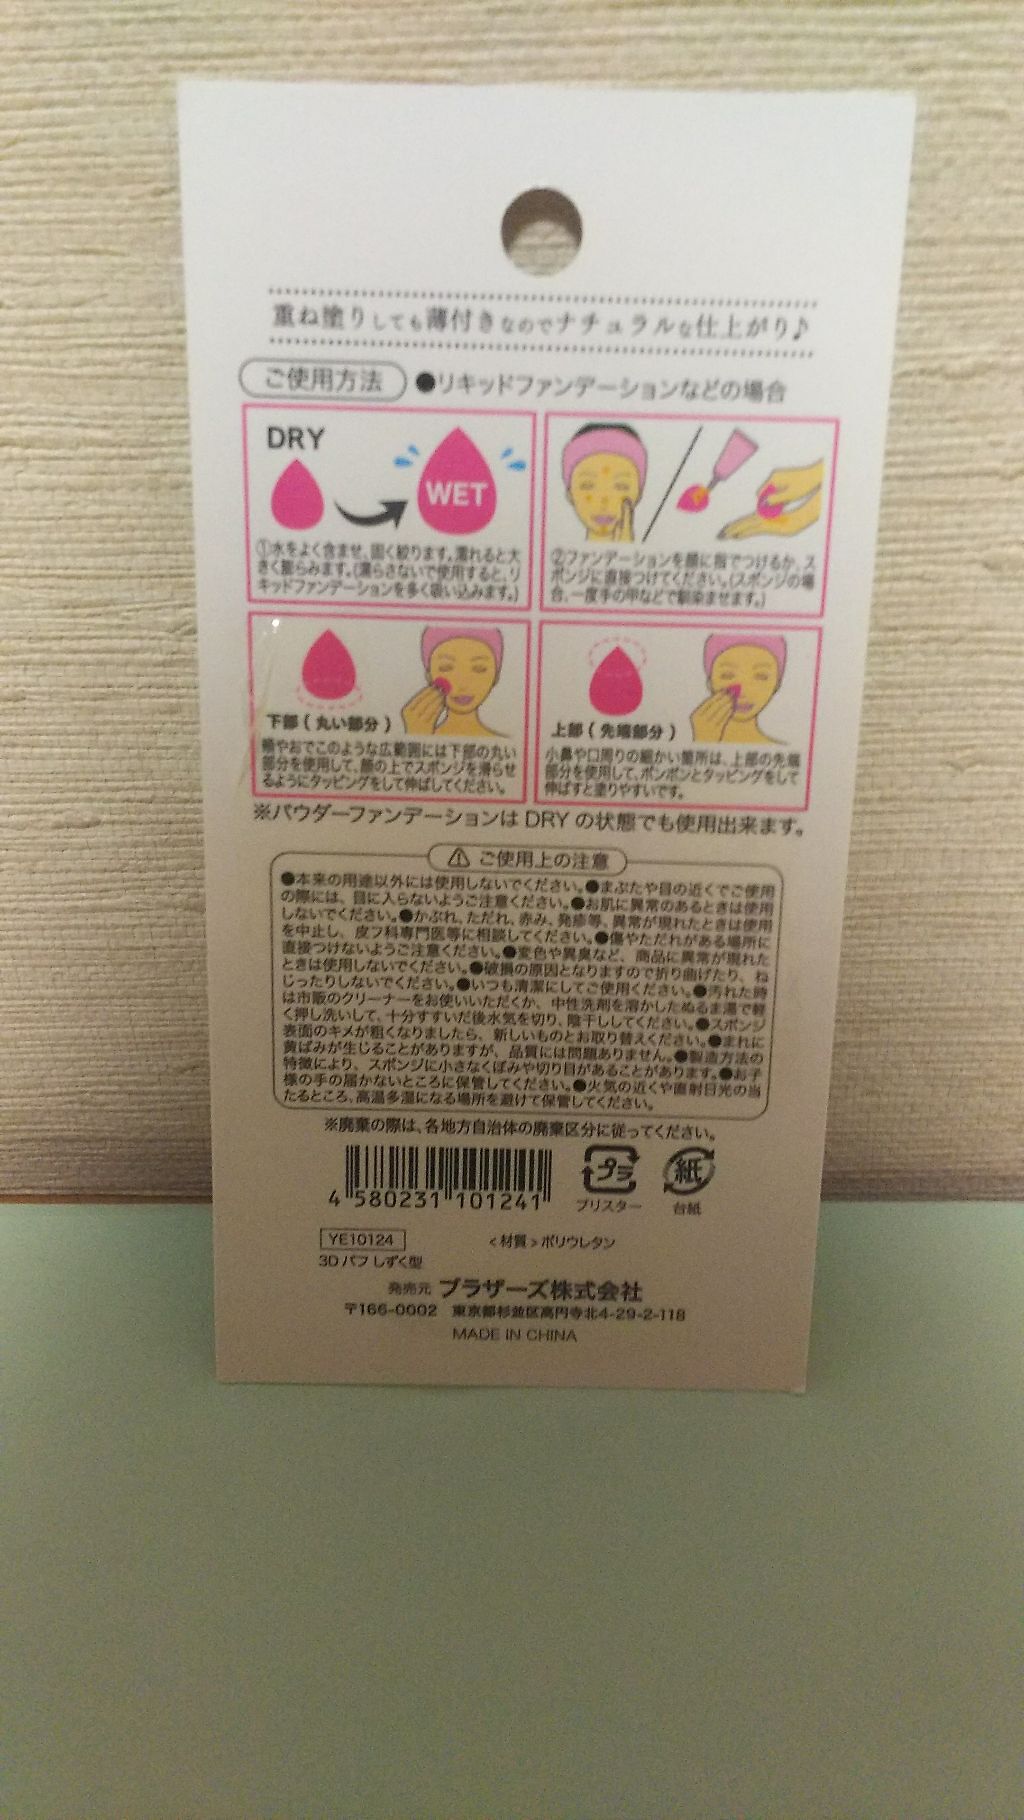 重ね塗りしても薄付きなのでナチュラルな仕上がり♪
ご使用方法 ●リキッドファンデーションなどの場合
DRY
WET
①水をよく含ませ、固く絞ります。濡れると大
きく膨らみます。(濡らさないで使用すると、リ
キッドファンデーションを多く吸い込みます。)
②ファンデーションを顔に指でつけるか、ス
ポンジに直接つけてください。(スポンジの場
合、一度手の甲などで馴染ませます。)
下部(丸い部分)
頬やおでこのような広範囲には下部の丸い
部分を使用して、顔の上でスポンジを滑らせ
るようにタッピングをして伸ばしてください。
上部(先端部分)
小鼻や口周りの細かい箇所は、上部の先端
部分を使用して、ポンポンとタッピングをして
伸ばすと塗りやすいです。
※パウダーファンデーションは DRY の状態でも使用出来ます。
⚠ ご使用上の注意
●本来の用途以外には使用しないでください。●まぶたや目の近くでご使用
の際には、目に入らないようご注意ください。●お肌に異常のあるときは使用
しないでください。●かぶれ、ただれ、赤み、発疹等、異常が現れたときは使用
を中止し、皮フ科専門医等に相談してください。●傷やただれがある場所に
直接つけないようご注意ください。●変色や異臭など、商品に異常が現れた
ときは使用しないでください。●破損の原因となりますので折り曲げたり、ね
じったりしないでください。●いつも清潔にしてご使用ください。●汚れた時
は市販のクリーナーをお使いいただくか、中性洗剤を溶かしたぬるま湯で軽
く押し洗いして、十分すすいだ後水気を切り、陰干ししてください。●スポンジ
表面のキメが粗くなりましたら、新しいものとお取り替えください。●まれに
黄ばみが生じることがありますが、品質には問題ありません。●製造方法の
特徴により、スポンジに小さなくぼみや切り目があることがあります。●お子
様の手の届かないところに保管してください。●火気の近くや直射日光の当
たるところ、高温多湿になる場所を避けて保管してください。
※廃棄の際は、各地方自治体の廃棄区分に従ってください。
4 580231 101241
プラ
ブリスター
紙
台紙
YE10124
<材質>ポリウレタン
3Dパフ しずく型
発売元 ブラザーズ株式会社
〒166-0002 東京都杉並区高円寺北4-29-2-118
MADE IN CHINA